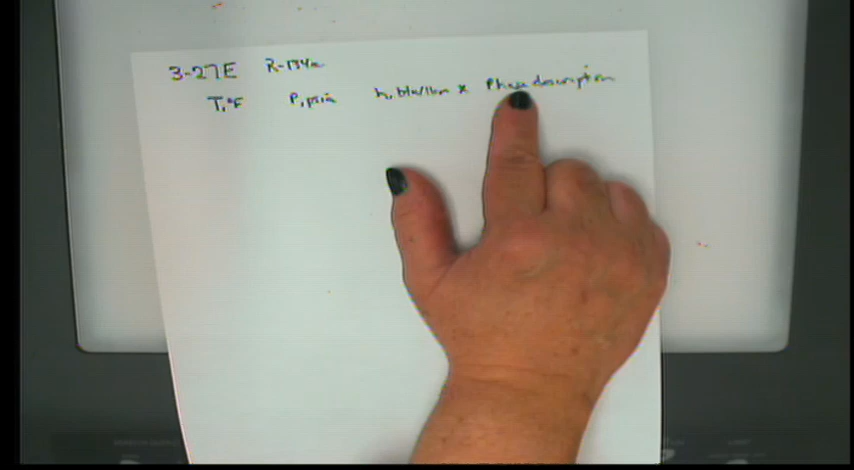 3-27E R-134a
T,°F P,psia h,btu/lbm x Phase description